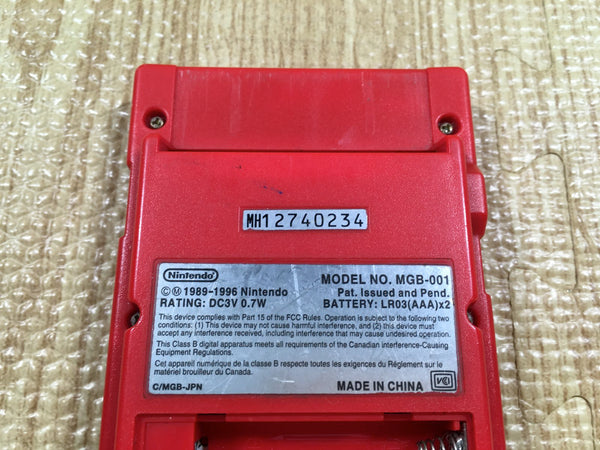 MH12740234
Nintendo
MODEL NO. MGB-001
©Ⓜ 1989-1996 Nintendo
Pat. Issued and Pend.
RATING: DC3V 0.7W
BATTERY: LR03(AAA)x2
This device complies with Part 15 of the FCC Rules. Operation is subject to the following two
conditions: (1) This device may not cause harmful interference, and (2) this device must
accept any interference received, including interference that may cause undesired operation.
This Class B digital apparatus meets all requirements of the Canadian Interference-Causing
Equipment Regulations.
Cet appareil numérique de la classe B respecte toutes les exigences du Règlement sur le
matériel brouilleur du Canada.
C/MGB-JPN
MADE IN CHINA
VCI